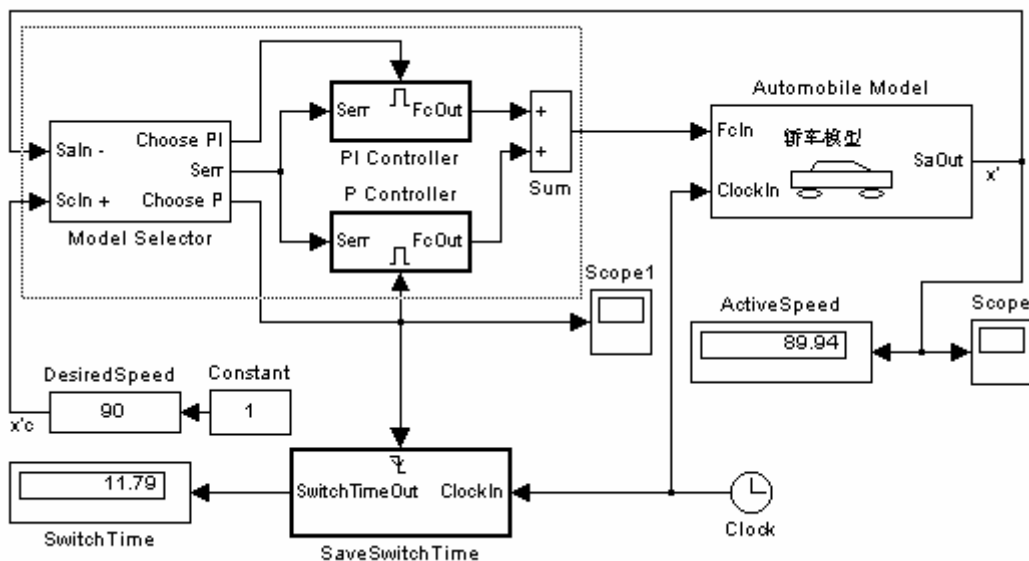 SaIn -
ScIn +
Choose PI
Serr
Choose P
Model Selector
Serr
FcOut
PI Controller
P Controller
Serr
FcOut
+
+
Sum
Automobile Model
FcIn
轿车模型
SaOut
ClockIn
x'
Scope1
ActiveSpeed
89.94
Scope
DesiredSpeed
90
Constant
1
x'c
11.79
SwitchTime
SwitchTimeOut
ClockIn
SaveSwitchTime
Clock